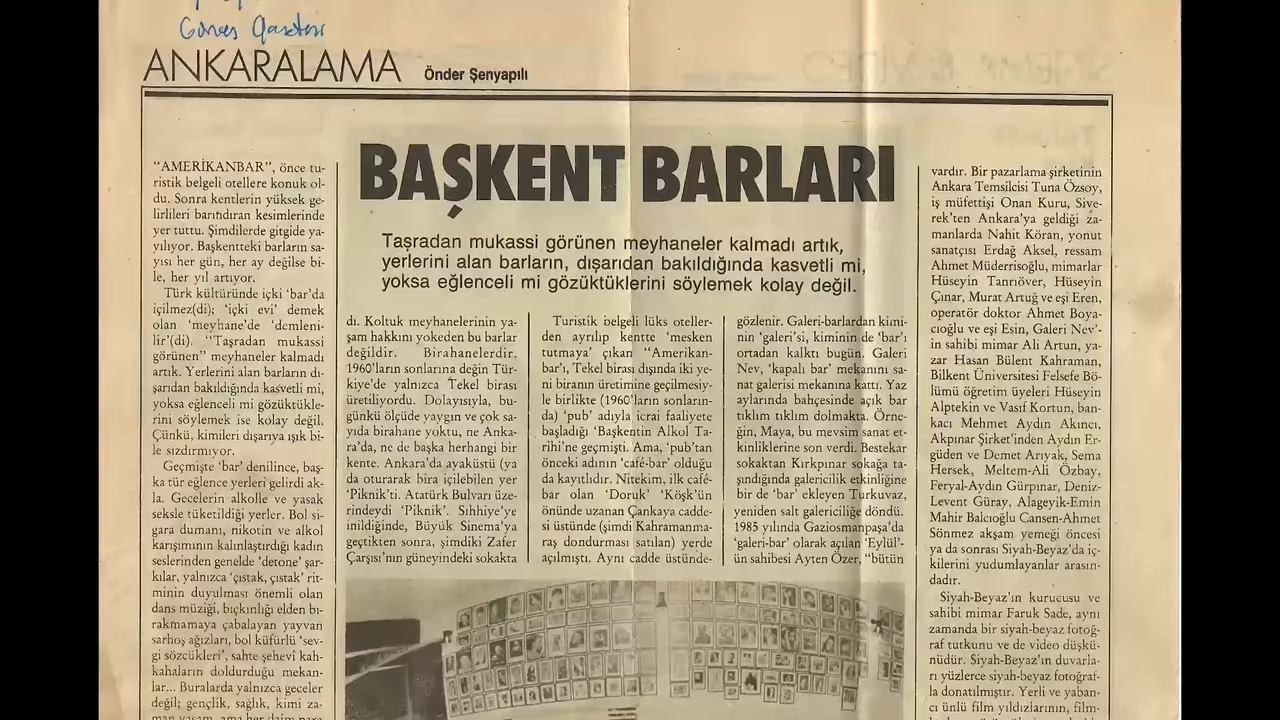 Güneş Gazetesi
ANKARALAMA
Önder Şenyapılı
BAŞKENT BARLARI
Taşradan mukassi görünen meyhaneler kalmadı artık,
yerlerini alan barların, dışarıdan bakıldığında kasvetli mi,
yoksa eğlenceli mi gözüktüklerini söylemek kolay değil.
“AMERİKANBAR”, önce tu-
ristik belgeli otellere konuk ol-
du. Sonra kentlerin yüksek ge-
lirlileri barındıran kesimlerinde
yer tuttu. Şimdilerde gitgide ya-
yılıyor. Başkentteki barların sa-
yısı her gün, her ay değilse bi-
le, her yıl artıyor.
Türk kültüründe içki ‘bar’da
içilmez(di); ‘içki evi’ demek
olan ‘meyhane’de ‘demleni-
lir’(di). “Taşradan mukassi
görünen” meyhaneler kalmadı
artık. Yerlerini alan barların dı-
şarıdan bakıldığında kasvetli mi,
yoksa eğlenceli mi gözüktükle-
rini söylemek ise kolay değil.
Çünkü, kimileri dışarıya ışık bi-
le sızdırmıyor.
Geçmişte ‘bar’ denilince, baş-
ka tür eğlence yerleri gelirdi ak-
la. Gecelerin alkolle ve yasak
seksle tüketildiği yerler. Bol si-
gara dumanı, nikotin ve alkol
karışımının kalınlaştırdığı kadın
seslerinden genelde ‘detone’ şar-
kılar, yalnızca ‘çıstak, çıstak’ rit-
minin duyulması önemli olan
dans müziği, bıçkınlığı elden bı-
rakmamaya çabalayan yayvan
sarhoş ağızları, bol küfürlü ‘sev-
gi sözcükleri’, sahte şehevî kah-
kahaların doldurduğu mekan-
lar... Buralarda yalnızca geceler
değil; gençlik, sağlık, kimi za-
man yaşam, ama her daim para
dı. Koltuk meyhanelerinin ya-
şam hakkını yokeden bu barlar
değildir. Birahanelerdir.
1960’ların sonlarına değin Tür-
kiye’de yalnızca Tekel birası
üretiliyordu. Dolayısıyla, bu-
günkü ölçüde yaygın ve çok sa-
yıda birahane yoktu, ne Anka-
ra’da, ne de başka herhangi bir
kente. Ankara’da ayaküstü (ya
da oturarak bira içilebilen yer
‘Piknik’ti. Atatürk Bulvarı üze-
rindeydi ‘Piknik’. Sıhhiye’ye
inildiğinde, Büyük Sinema’ya
geçtikten sonra, şimdiki Zafer
Çarşısı’nın güneyindeki sokakta
Turistik belgeli lüks oteller-
den ayrılıp kentte ‘mesken
tutmaya’ çıkan “Amerikan-
bar’ı, Tekel birası dışında iki ye-
ni biranın üretimine geçilmesiy-
le birlikte (1960’ların sonların-
da) ‘pub’ adıyla icrai faaliyete
başladığı ‘Başkentin Alkol Ta-
rihi’ne geçmişti. Ama, ‘pub’tan
önceki adının ‘café-bar’ olduğu
da kayıtlıdır. Nitekim, ilk café-
bar olan ‘Doruk’ ‘Köşk’ün
önünde uzanan Çankaya cadde-
si üstünde (şimdi Kahramanma-
raş dondurması satılan) yerde
açılmıştı. Aynı cadde üstünde-
gözlenir. Galeri-barlardan kimi-
nin ‘galeri’si, kiminin de ‘bar’ı
ortadan kalktı bugün. Galeri
Nev, ‘kapalı bar’ mekanını sa-
nat galerisi mekanına kattı. Yaz
aylarında bahçesinde açık bar
tıklım tıklım dolmakta. Örne-
ğin, Maya, bu mevsim sanat et-
kinliklerine son verdi. Bestekar
sokaktan Kırkpınar sokağa ta-
şındığında galericilik etkinliğine
bir de ‘bar’ ekleyen Turkuvaz,
yeniden salt galericiliğe döndü.
1985 yılında Gaziosmanpaşa’da
‘galeri-bar’ olarak açılan ‘Eylül’-
ün sahibesi Ayten Özer, “bütün
vardır. Bir pazarlama şirketinin
Ankara Temsilcisi Tuna Özsoy,
iş müfettişi Onan Kuru, Sive-
rek’ten Ankara’ya geldiği za-
manlarda Nahit Köran, yonut
sanatçısı Erdağ Aksel, ressam
Ahmet Müderrisoğlu, mimarlar
Hüseyin Tanrıöver, Hüseyin
Çınar, Murat Artuğ ve eşi Eren,
operatör doktor Ahmet Boya-
cıoğlu ve eşi Esin, Galeri Nev’-
in sahibi mimar Ali Artun, ya-
zar Hasan Bülent Kahraman,
Bilkent Üniversitesi Felsefe Bö-
lümü öğretim üyeleri Hüseyin
Alptekin ve Vasıf Kortun, ban-
kacı Mehmet Aydın Akıncı,
Akpınar Şirket’inden Aydın Er-
güden ve Demet Arıyak, Sema
Hersek, Meltem-Ali Özbay,
Feryal-Aydın Gürpınar, Deniz-
Levent Güray, Alageyik-Emin
Mahir Balcıoğlu Cansen-Ahmet
Sönmez akşam yemeği öncesi
ya da sonrası Siyah-Beyaz’da iç-
kilerini yudumlayanlar arasın-
dadır.
Siyah-Beyaz’ın kurucusu ve
sahibi mimar Faruk Sade, aynı
zamanda bir siyah-beyaz fotoğ-
raf tutkunu ve de video düşkü-
nüdür. Siyah-Beyaz’ın duvarla-
rı yüzlerce siyah-beyaz fotoğraf-
la donatılmıştır. Yerli ve yaban-
cı ünlü film yıldızlarının, film-